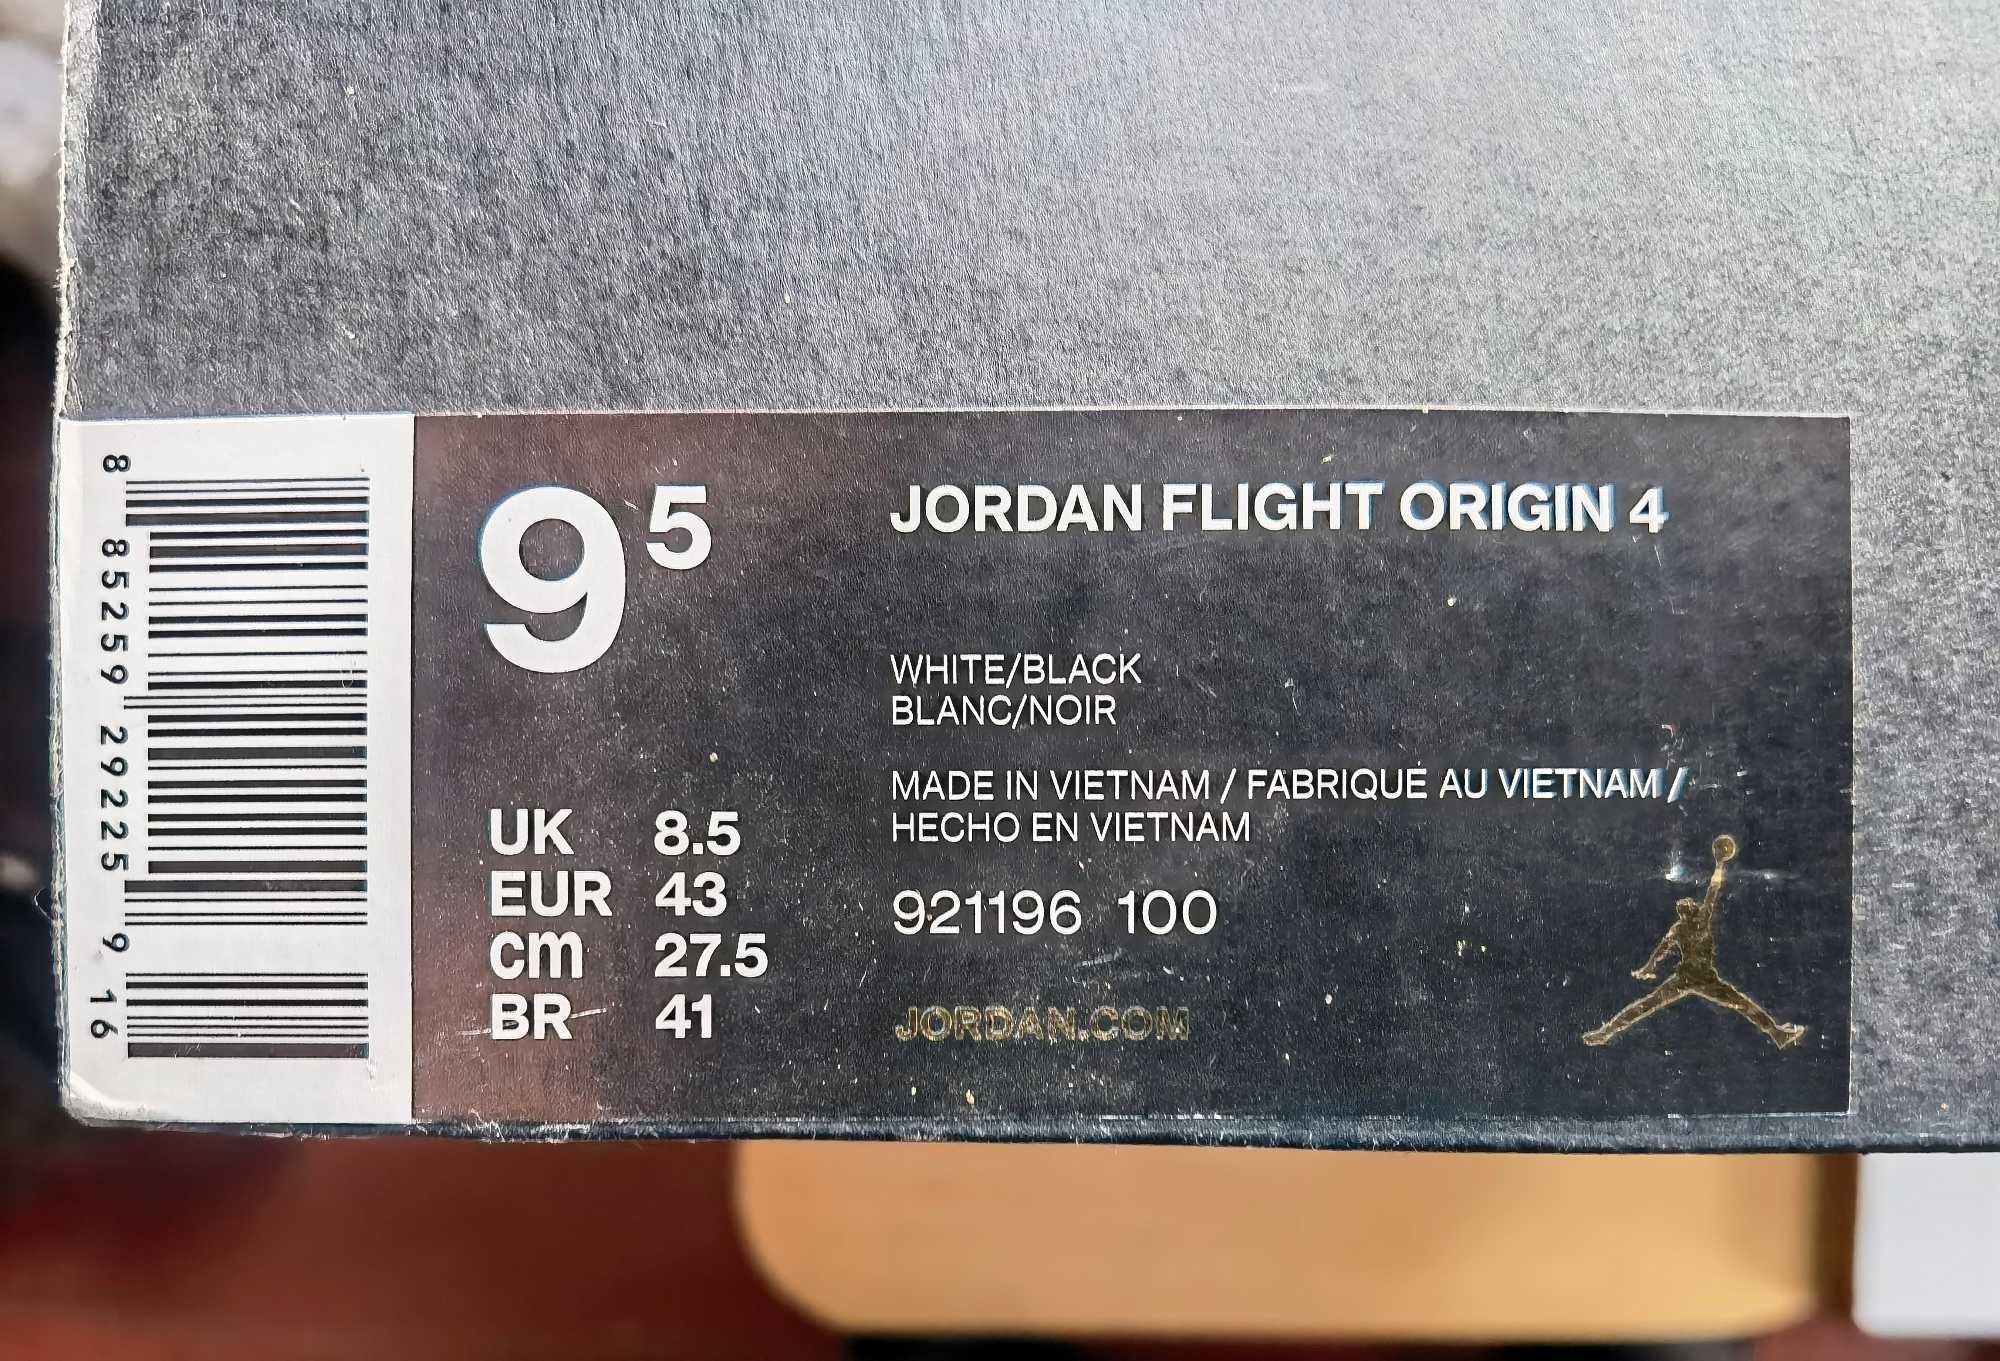 8 85259 29225 9 16
9 5
JORDAN FLIGHT ORIGIN 4
WHITE/BLACK
BLANC/NOIR
MADE IN VIETNAM / FABRIQUE AU VIETNAM /
HECHO EN VIETNAM
UK 8.5
EUR 43
cm 27.5
BR 41
921196 100
JORDAN.COM